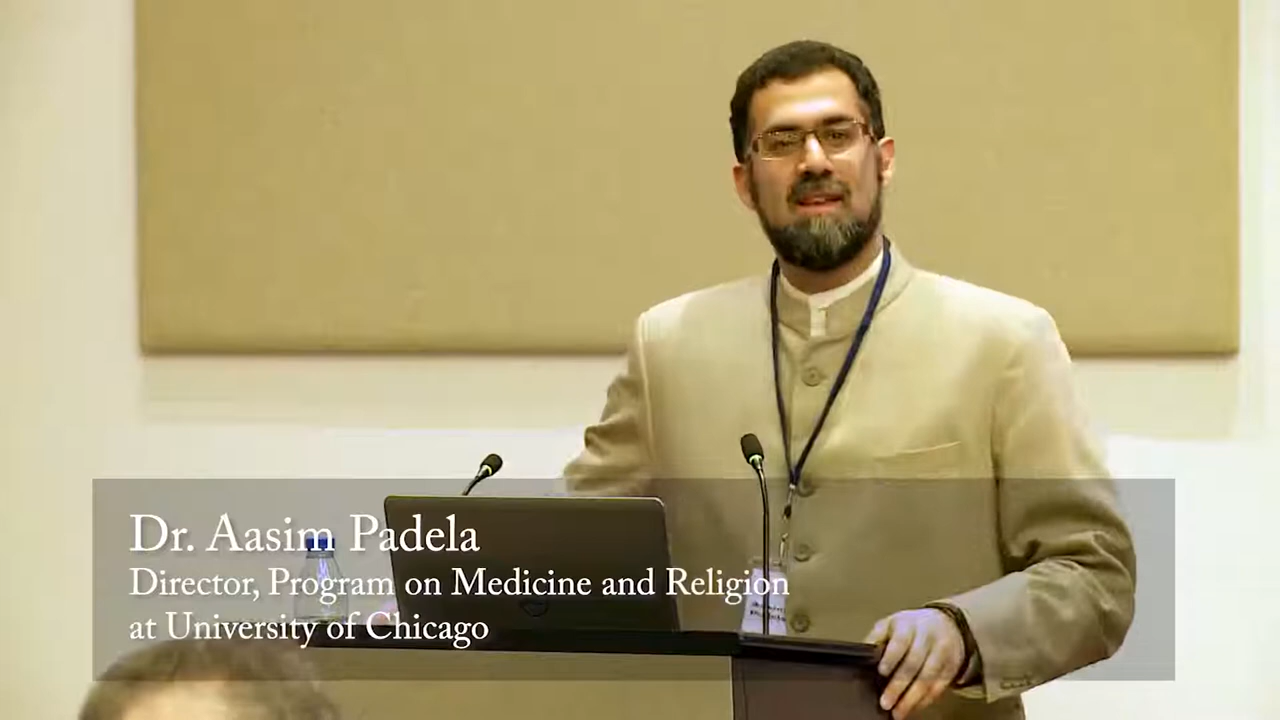 Dr. Aasim Padela
Director, Program on Medicine and Religion
at University of Chicago